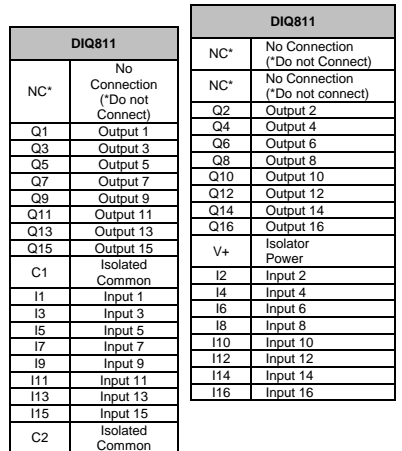 DIQ811
NC* No
Connection
(*Do not
Connect)
Q1 Output 1
Q3 Output 3
Q5 Output 5
Q7 Output 7
Q9 Output 9
Q11 Output 11
Q13 Output 13
Q15 Output 15
C1 Isolated
Common
I1 Input 1
I3 Input 3
I5 Input 5
I7 Input 7
I9 Input 9
I11 Input 11
I13 Input 13
I15 Input 15
C2 Isolated
Common
DIQ811
NC* No Connection
(*Do not Connect)
NC* No Connection
(*Do not connect)
Q2 Output 2
Q4 Output 4
Q6 Output 6
Q8 Output 8
Q10 Output 10
Q12 Output 12
Q14 Output 14
Q16 Output 16
V+ Isolator
Power
I2 Input 2
I4 Input 4
I6 Input 6
I8 Input 8
I10 Input 10
I12 Input 12
I14 Input 14
I16 Input 16